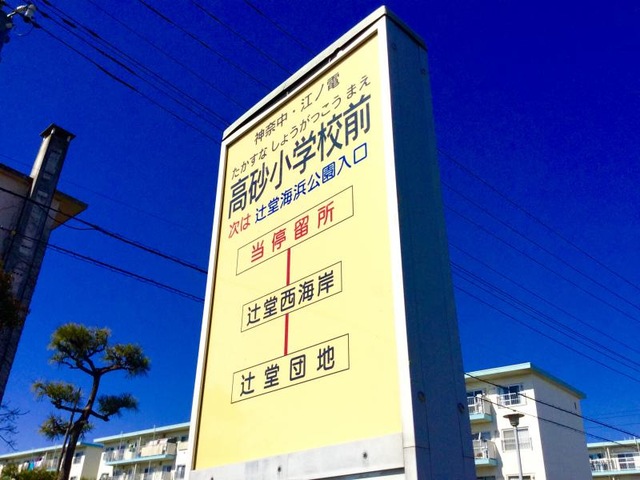 神奈中・江ノ電
たかすな しょうがっこう まえ
高砂小学校前
次は 辻堂海浜公園入口
当停留所
辻堂西海岸
辻堂団地